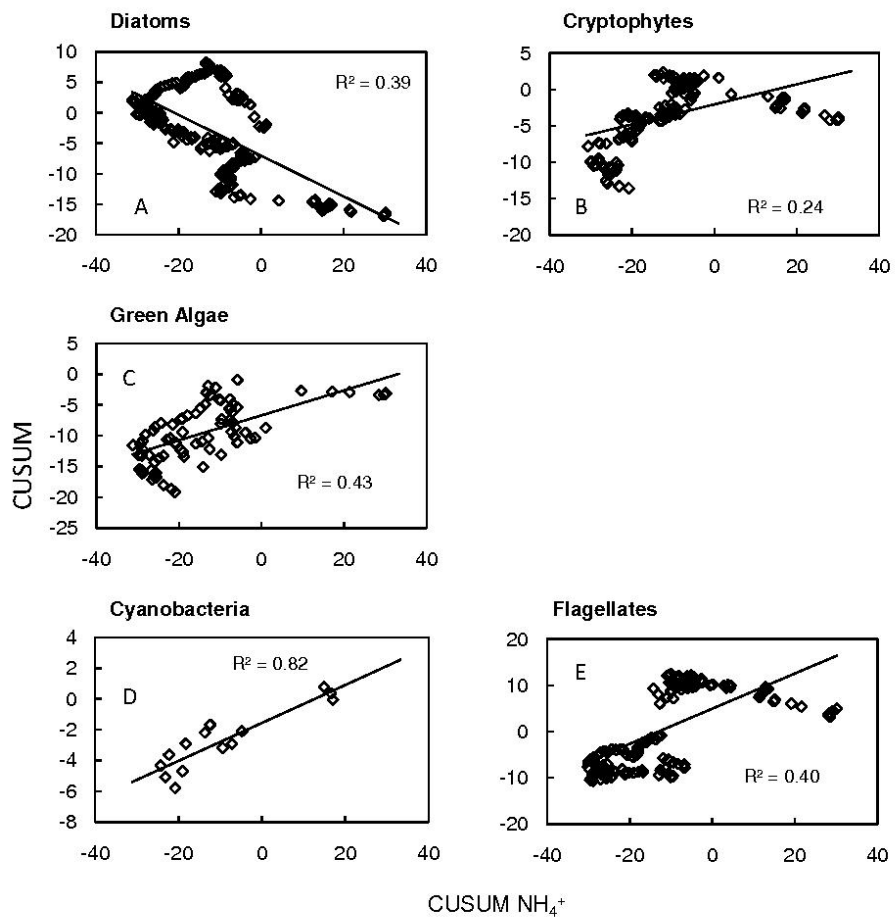 Diatoms
10
5
0
-5
-10
-15
-20
R² = 0.39
A
-40 -20 0 20 40
Cryptophytes
5
0
-5
-10
-15
-20
B
R² = 0.24
-40 -20 0 20 40
Green Algae
5
0
-5
-10
-15
-20
-25
C
R² = 0.43
-40 -20 0 20 40
CUSUM
Cyanobacteria
4
2
0
-2
-4
-6
-8
R² = 0.82
D
-40 -20 0 20 40
Flagellates
20
10
0
-10
-20
E
R² = 0.40
-40 -20 0 20 40
CUSUM NH₄⁺